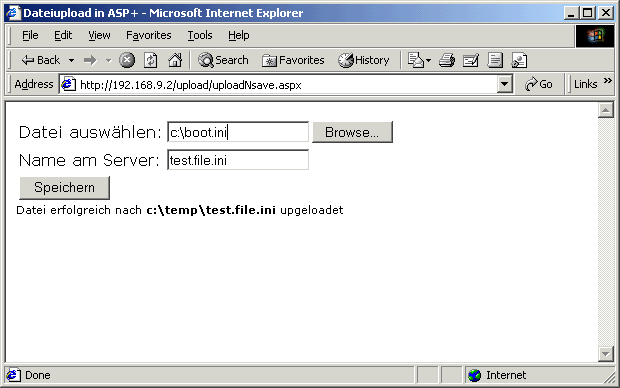 Dateiupload in ASP+ - Microsoft Internet Explorer
File Edit View Favorites Tools Help
Back Search Favorites History
Address http://192.168.9.2/upload/uploadNsave.aspx Go Links »
Datei auswählen: c:\boot.ini Browse...
Name am Server: test.file.ini
Speichern
Datei erfolgreich nach c:\temp\test.file.ini upgeloadet
Done Internet